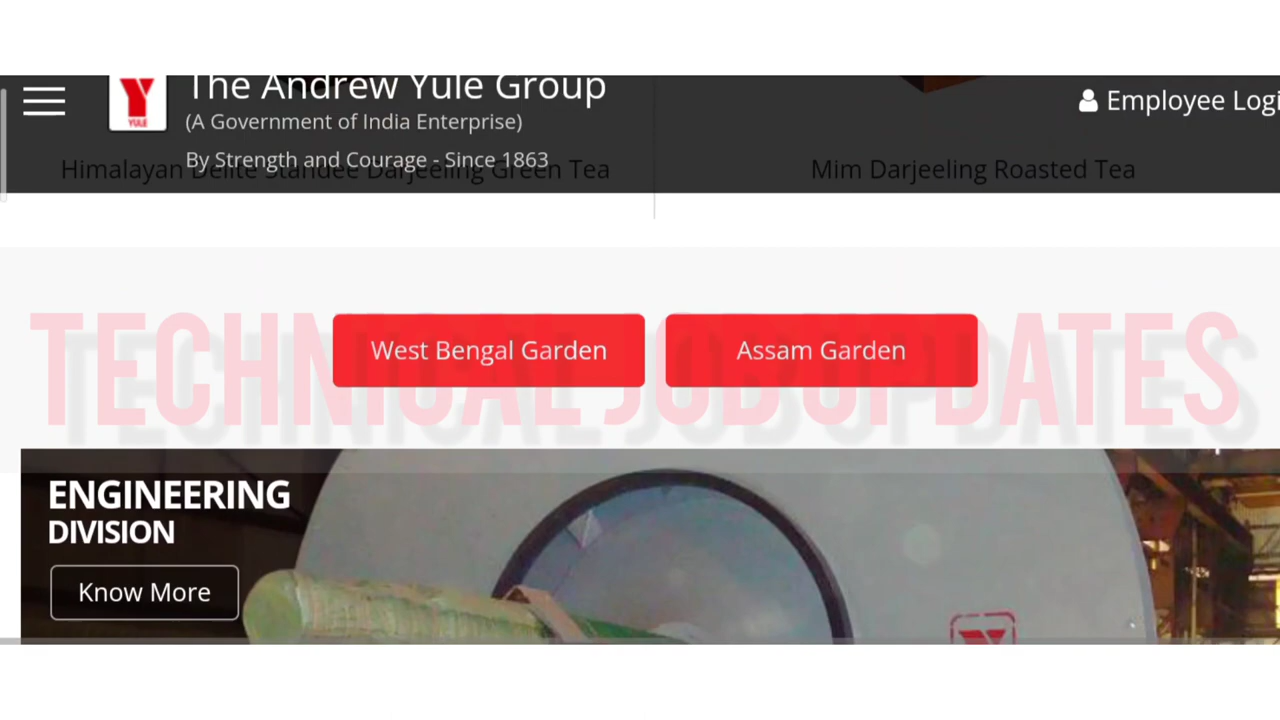 The Andrew Yule Group
(A Government of India Enterprise)
By Strength and Courage - Since 1863
YULE
Employee Logi
Himalayan Delite Standee Darjeeling Green Tea
Mim Darjeeling Roasted Tea
TECHNICAL JOB UPDATES
West Bengal Garden
Assam Garden
ENGINEERING
DIVISION
Know More